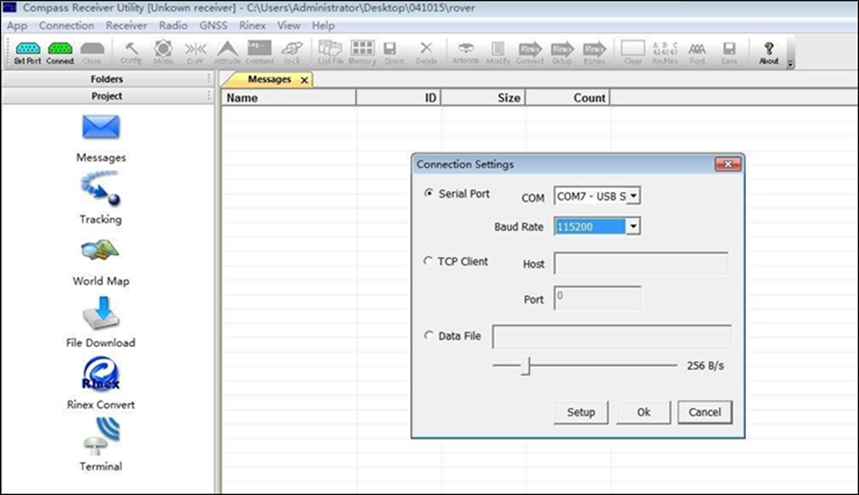 Compass Receiver Utility [Unkown receiver] - C:\Users\Administrator\Desktop\041015\rover
App Connection Receiver Radio GNSS Rinex View Help
Set Port Connect Close Config Mode Diff Attitude Comment Lock List File Memory Down Delete Antenna Modify Convert Setup Clear Asc/Hex Font Save About
Folders
Project
Messages
Tracking
World Map
File Download
Rinex
Rinex Convert
Terminal
Messages x
Name ID Size Count
Connection Settings
Serial Port COM COM7 - USB S
Baud Rate 115200
TCP Client Host
Port 0
Data File
256 B/s
Setup Ok Cancel